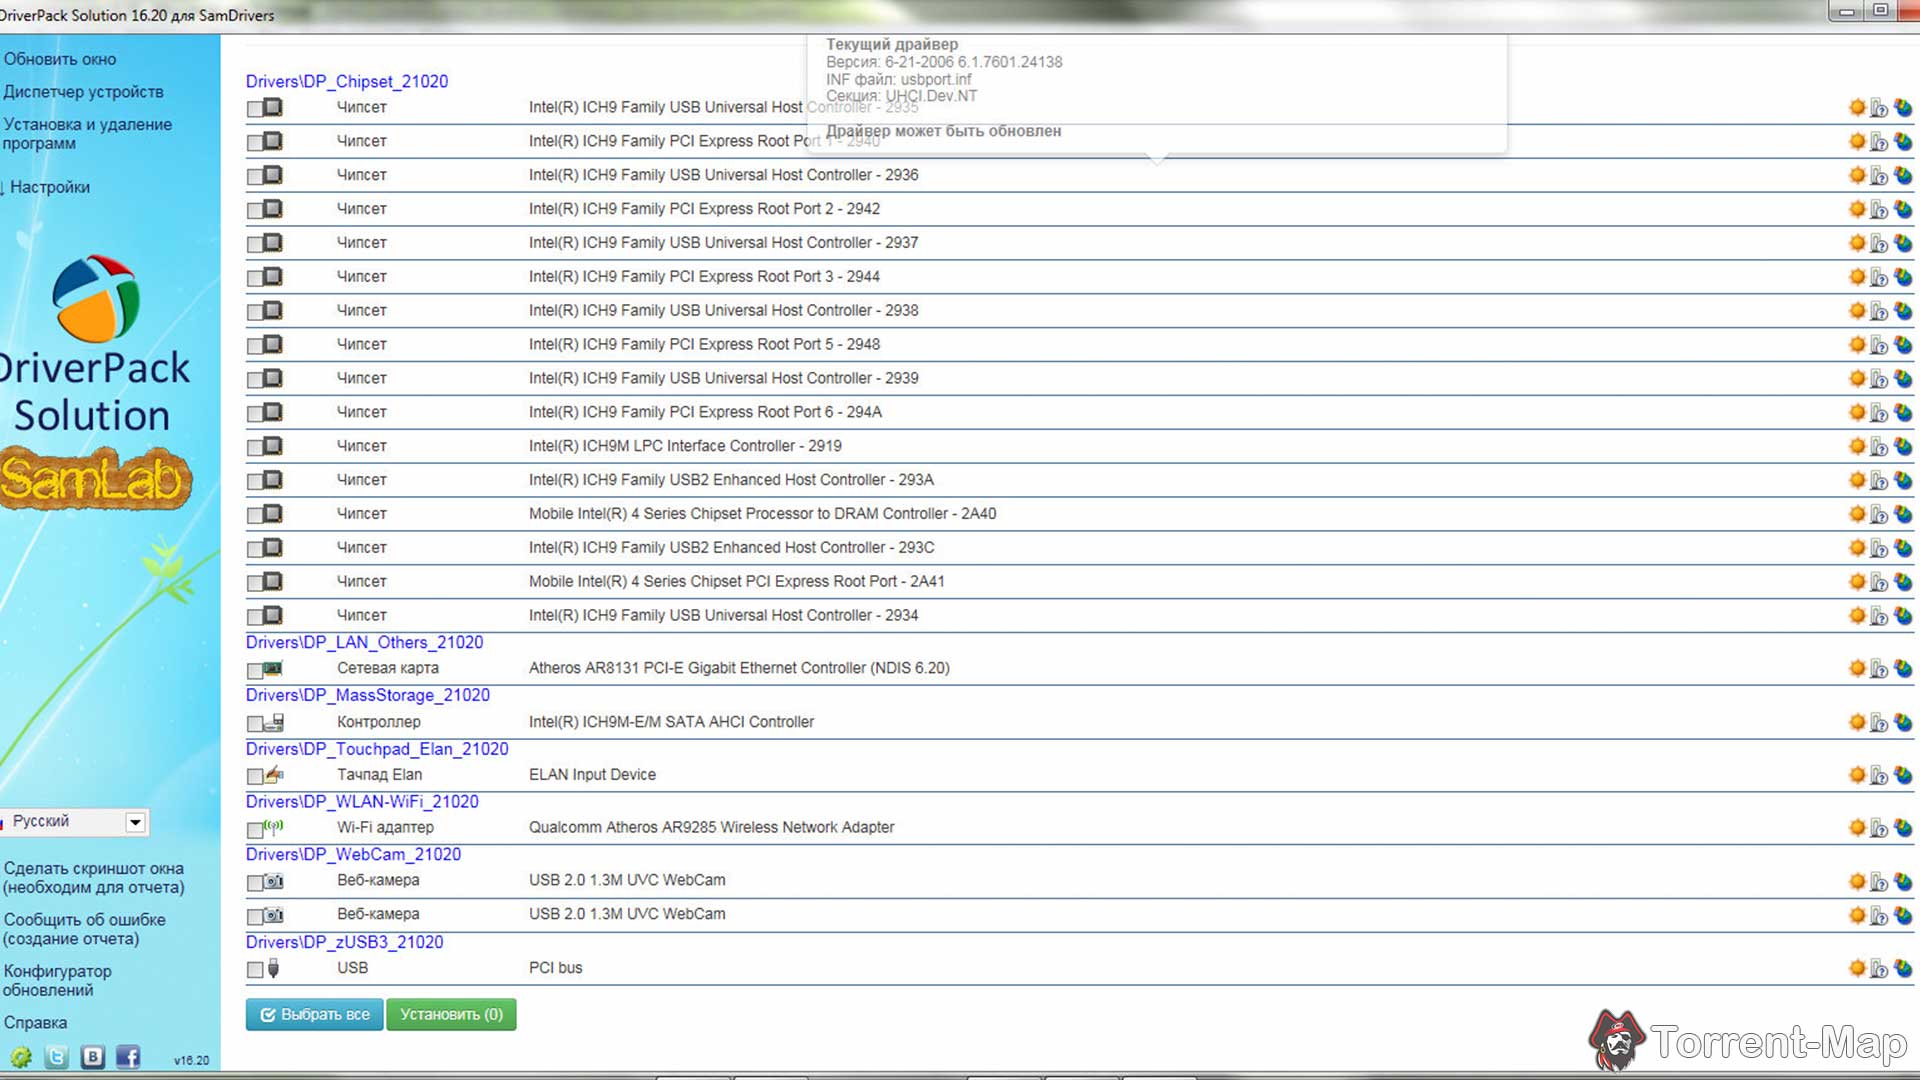 DriverPack Solution 16.20 для SamDrivers
Обновить окно
Диспетчер устройств
Установка и удаление
программ
↓ Настройки
DriverPack
Solution
SamLab
Русский
Сделать скриншот окна
(необходим для отчета)
Сообщить об ошибке
(создание отчета)
Конфигуратор
обновлений
Справка
v16.20
Текущий драйвер
Версия: 6-21-2006 6.1.7601.24138
INF файл: usbport.inf
Секция: UHCI.Dev.NT
Драйвер может быть обновлен
Drivers\DP_Chipset_21020
Чипсет Intel(R) ICH9 Family USB Universal Host Controller - 2935
Чипсет Intel(R) ICH9 Family PCI Express Root Port 1 - 2940
Чипсет Intel(R) ICH9 Family USB Universal Host Controller - 2936
Чипсет Intel(R) ICH9 Family PCI Express Root Port 2 - 2942
Чипсет Intel(R) ICH9 Family USB Universal Host Controller - 2937
Чипсет Intel(R) ICH9 Family PCI Express Root Port 3 - 2944
Чипсет Intel(R) ICH9 Family USB Universal Host Controller - 2938
Чипсет Intel(R) ICH9 Family PCI Express Root Port 5 - 2948
Чипсет Intel(R) ICH9 Family USB Universal Host Controller - 2939
Чипсет Intel(R) ICH9 Family PCI Express Root Port 6 - 294A
Чипсет Intel(R) ICH9M LPC Interface Controller - 2919
Чипсет Intel(R) ICH9 Family USB2 Enhanced Host Controller - 293A
Чипсет Mobile Intel(R) 4 Series Chipset Processor to DRAM Controller - 2A40
Чипсет Intel(R) ICH9 Family USB2 Enhanced Host Controller - 293C
Чипсет Mobile Intel(R) 4 Series Chipset PCI Express Root Port - 2A41
Чипсет Intel(R) ICH9 Family USB Universal Host Controller - 2934
Drivers\DP_LAN_Others_21020
Сетевая карта Atheros AR8131 PCI-E Gigabit Ethernet Controller (NDIS 6.20)
Drivers\DP_MassStorage_21020
Контроллер Intel(R) ICH9M-E/M SATA AHCI Controller
Drivers\DP_Touchpad_Elan_21020
Тачпад Elan ELAN Input Device
Drivers\DP_WLAN-WiFi_21020
Wi-Fi адаптер Qualcomm Atheros AR9285 Wireless Network Adapter
Drivers\DP_WebCam_21020
Веб-камера USB 2.0 1.3M UVC WebCam
Веб-камера USB 2.0 1.3M UVC WebCam
Drivers\DP_zUSB3_21020
USB PCI bus
Выбрать все Установить (0)
Torrent-Map